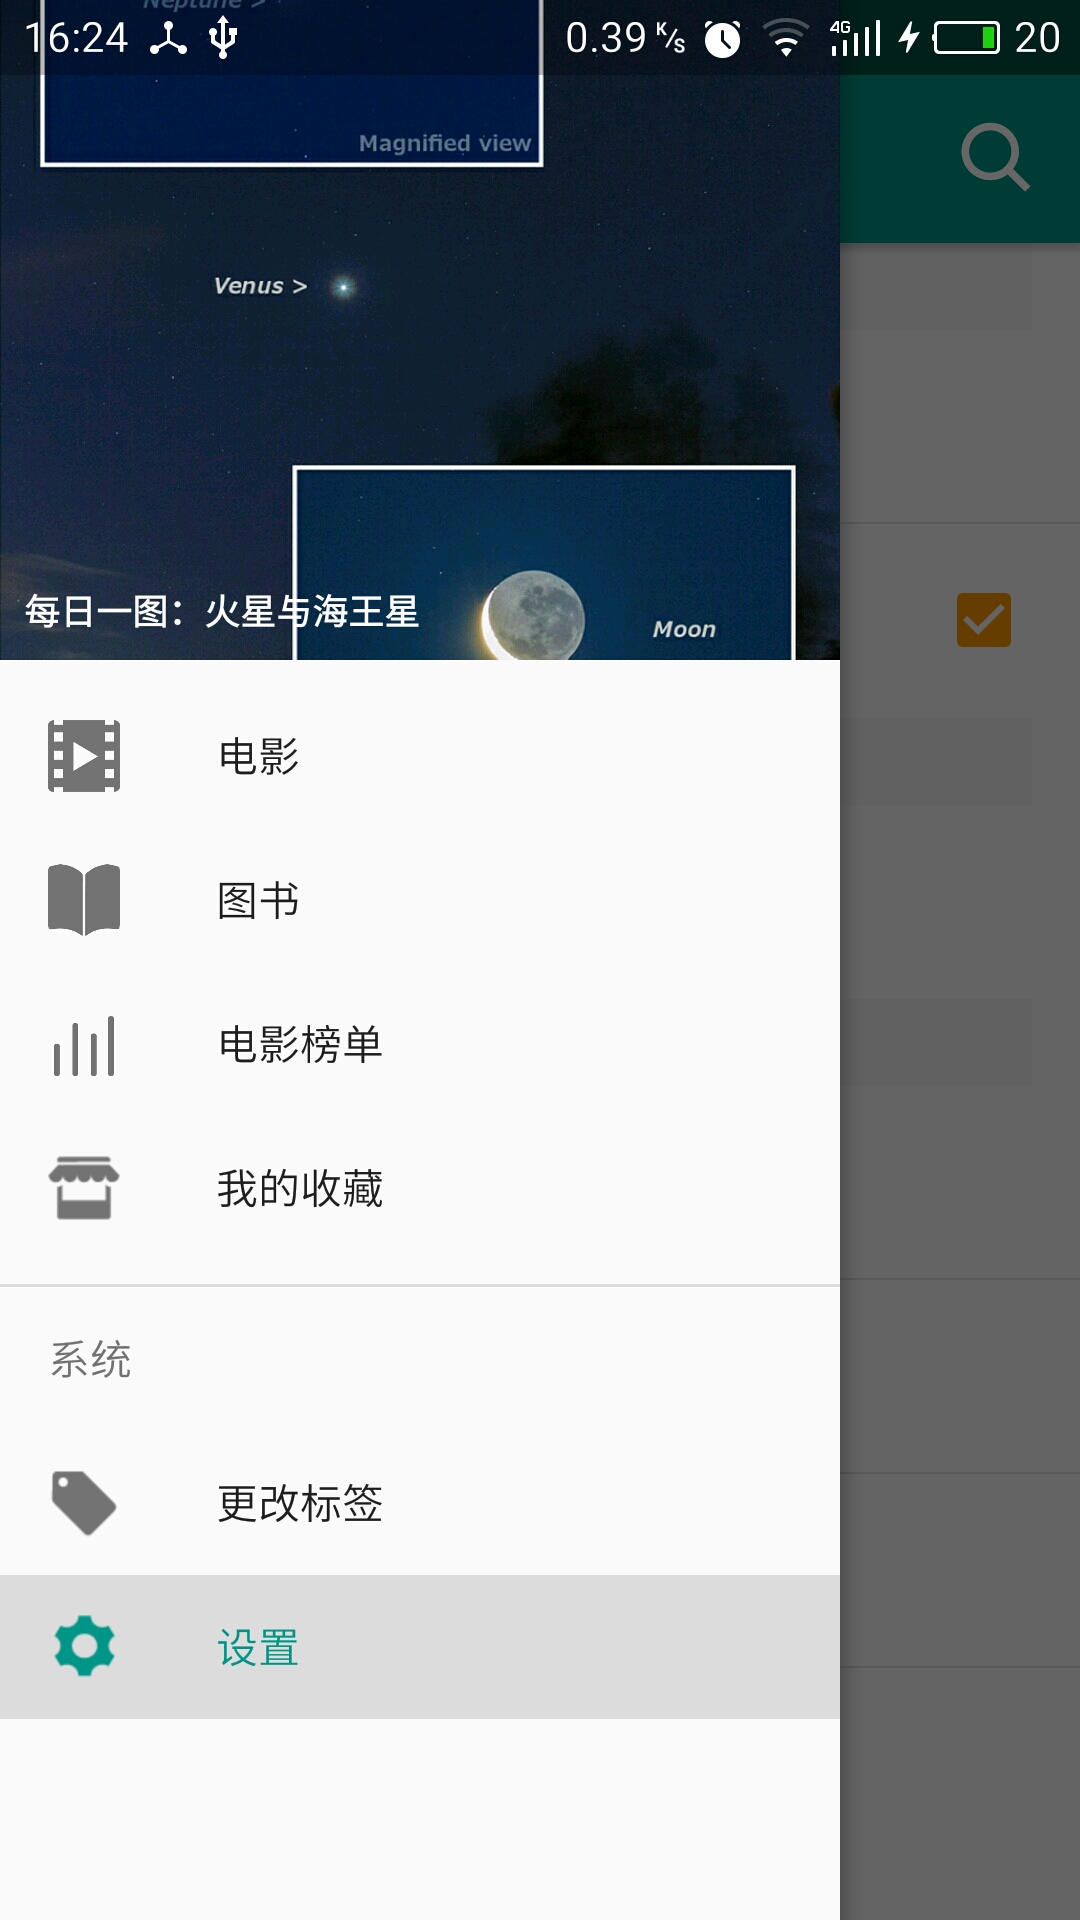 Neptune >
16:24
0.39 K/s
4G
20
Magnified view
Venus >
Moon
每日一图：火星与海王星
电影
图书
电影榜单
我的收藏
系统
更改标签
设置